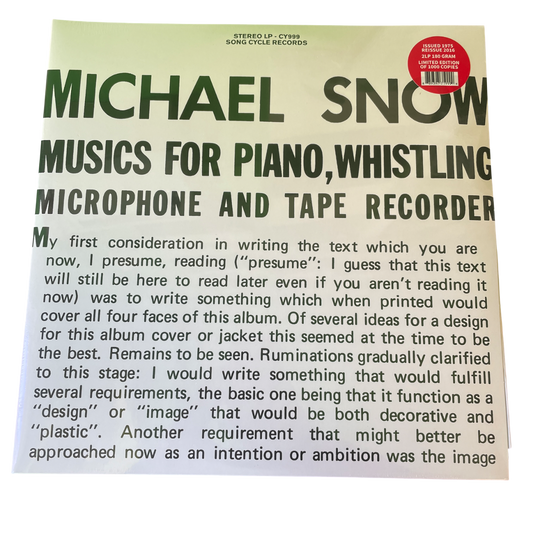 STEREO LP - CY999
SONG CYCLE RECORDS
ISSUED 1975
REISSUE 2016
2LP 180 GRAM
LIMITED EDITION
OF 1000 COPIES
MICHAEL SNOW
MUSICS FOR PIANO, WHISTLING
MICROPHONE AND TAPE RECORDER
My first consideration in writing the text which you are
now, I presume, reading (“presume”: I guess that this text
will still be here to read later even if you aren’t reading it
now) was to write something which when printed would
cover all four faces of this album. Of several ideas for a design
for this album cover or jacket this seemed at the time to be
the best. Remains to be seen. Ruminations gradually clarified
to this stage: I would write something that would fulfill
several requirements, the basic one being that it function as a
“design” or “image” that would be both decorative and
“plastic”. Another requirement that might better be
approached now as an intention or ambition was the image